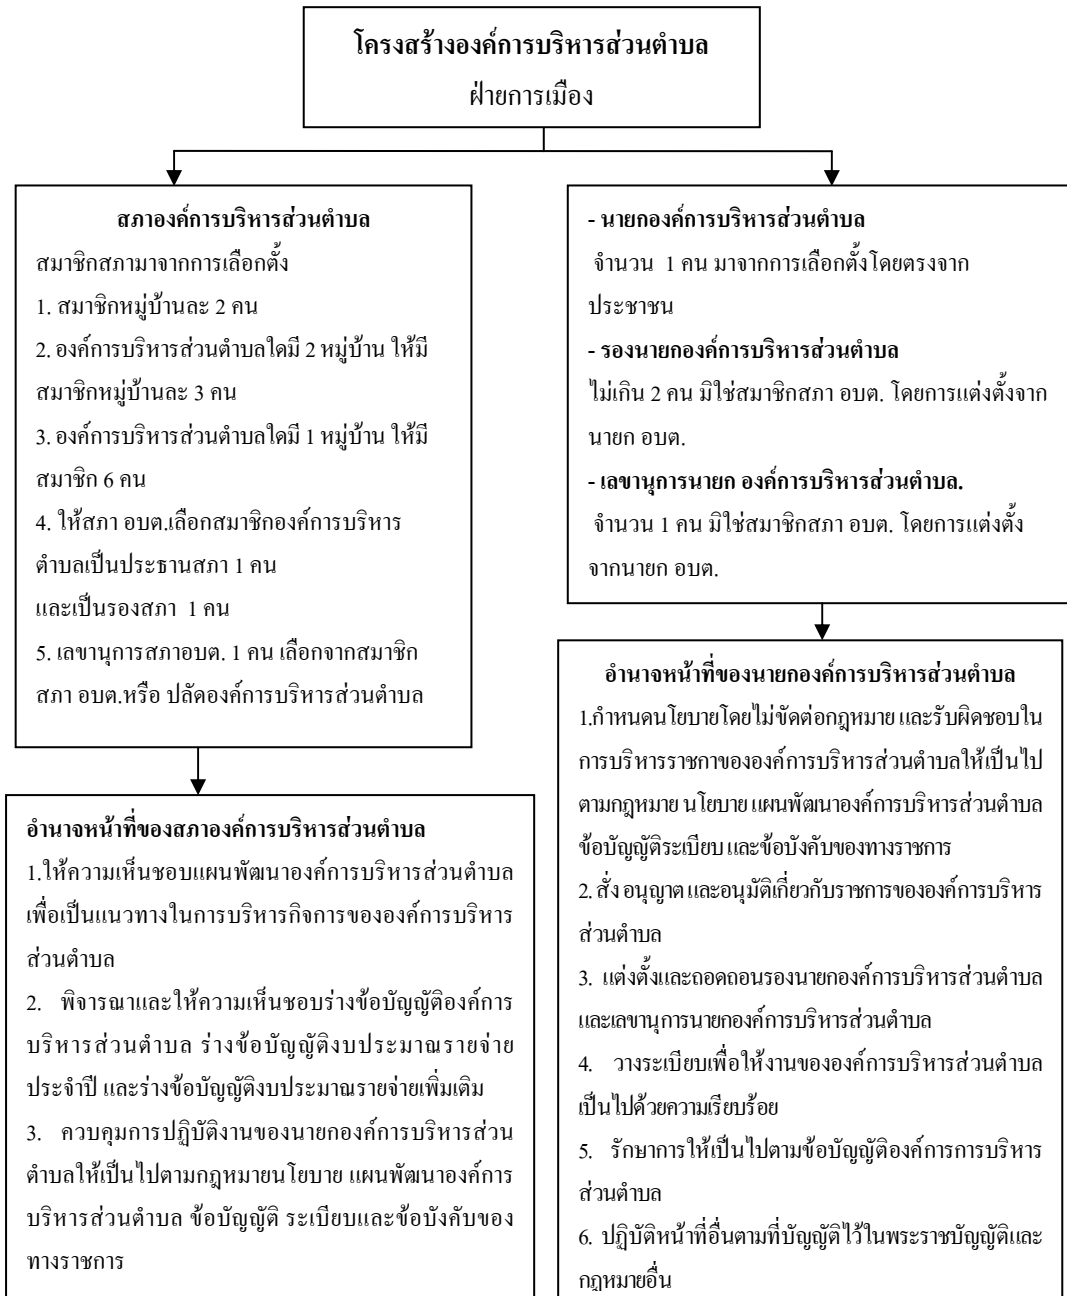 โครงสร้างองค์การบริหารส่วนตำบล
ฝ่ายการเมือง
สภาองค์การบริหารส่วนตำบล
สมาชิกสภามาจากการเลือกตั้ง
1. สมาชิกหมู่บ้านละ 2 คน
2. องค์การบริหารส่วนตำบลใดมี 2 หมู่บ้าน ให้มี
สมาชิกหมู่บ้านละ 3 คน
3. องค์การบริหารส่วนตำบลใดมี 1 หมู่บ้าน ให้มี
สมาชิก 6 คน
4. ให้สภา อบต.เลือกสมาชิกองค์การบริหาร
ตำบลเป็นประธานสภา 1 คน
และเป็นรองสภา 1 คน
5. เลขานุการสภาอบต. 1 คน เลือกจากสมาชิก
สภา อบต.หรือ ปลัดองค์การบริหารส่วนตำบล
อำนาจหน้าที่ของสภาองค์การบริหารส่วนตำบล
1.ให้ความเห็นชอบแผนพัฒนาองค์การบริหารส่วนตำบล
เพื่อเป็นแนวทางในการบริหารกิจการขององค์การบริหาร
ส่วนตำบล
2. พิจารณาและให้ความเห็นชอบร่างข้อบัญญัติองค์การ
บริหารส่วนตำบล ร่างข้อบัญญัติงบประมาณรายจ่าย
ประจำปี และร่างข้อบัญญัติงบประมาณรายจ่ายเพิ่มเติม
3. ควบคุมการปฏิบัติงานของนายกองค์การบริหารส่วน
ตำบลให้เป็นไปตามกฎหมายนโยบาย แผนพัฒนาองค์การ
บริหารส่วนตำบล ข้อบัญญัติ ระเบียบและข้อบังคับของ
ทางราชการ
- นายกองค์การบริหารส่วนตำบล
จำนวน 1 คน มาจากการเลือกตั้งโดยตรงจาก
ประชาชน
- รองนายกองค์การบริหารส่วนตำบล
ไม่เกิน 2 คน มิใช่สมาชิกสภา อบต. โดยการแต่งตั้งจาก
นายก อบต.
- เลขานุการนายก องค์การบริหารส่วนตำบล.
จำนวน 1 คน มิใช่สมาชิกสภา อบต. โดยการแต่งตั้ง
จากนายก อบต.
อำนาจหน้าที่ของนายกองค์การบริหารส่วนตำบล
1.กำหนดนโยบายโดยไม่ขัดต่อกฎหมาย และรับผิดชอบใน
การบริหารราชกาขององค์การบริหารส่วนตำบลให้เป็นไป
ตามกฎหมาย นโยบาย แผนพัฒนาองค์การบริหารส่วนตำบล
ข้อบัญญัติระเบียบ และข้อบังคับของทางราชการ
2. สั่ง อนุญาต และอนุมัติเกี่ยวกับราชการขององค์การบริหาร
ส่วนตำบล
3. แต่งตั้งและถอดถอนรองนายกองค์การบริหารส่วนตำบล
และเลขานุการนายกองค์การบริหารส่วนตำบล
4. วางระเบียบเพื่อให้งานขององค์การบริหารส่วนตำบล
เป็นไปด้วยความเรียบร้อย
5. รักษาการให้เป็นไปตามข้อบัญญัติองค์การการบริหาร
ส่วนตำบล
6. ปฏิบัติหน้าที่อื่นตามที่บัญญัติไว้ในพระราชบัญญัติและ
กฎหมายอื่น